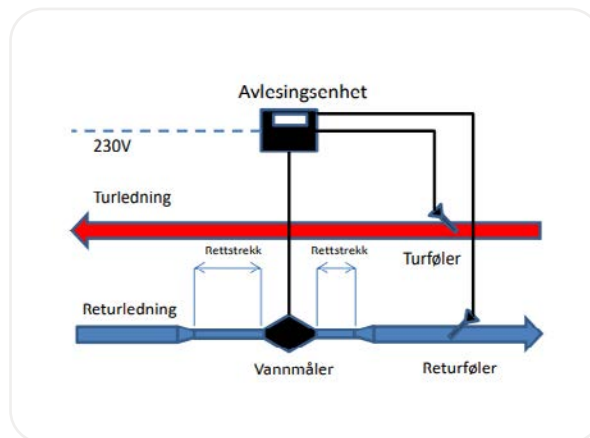 Avlesingsenhet
230V
Turledning
Rettstrekk
Rettstrekk
Turføler
Returledning
Vannmåler
Returføler